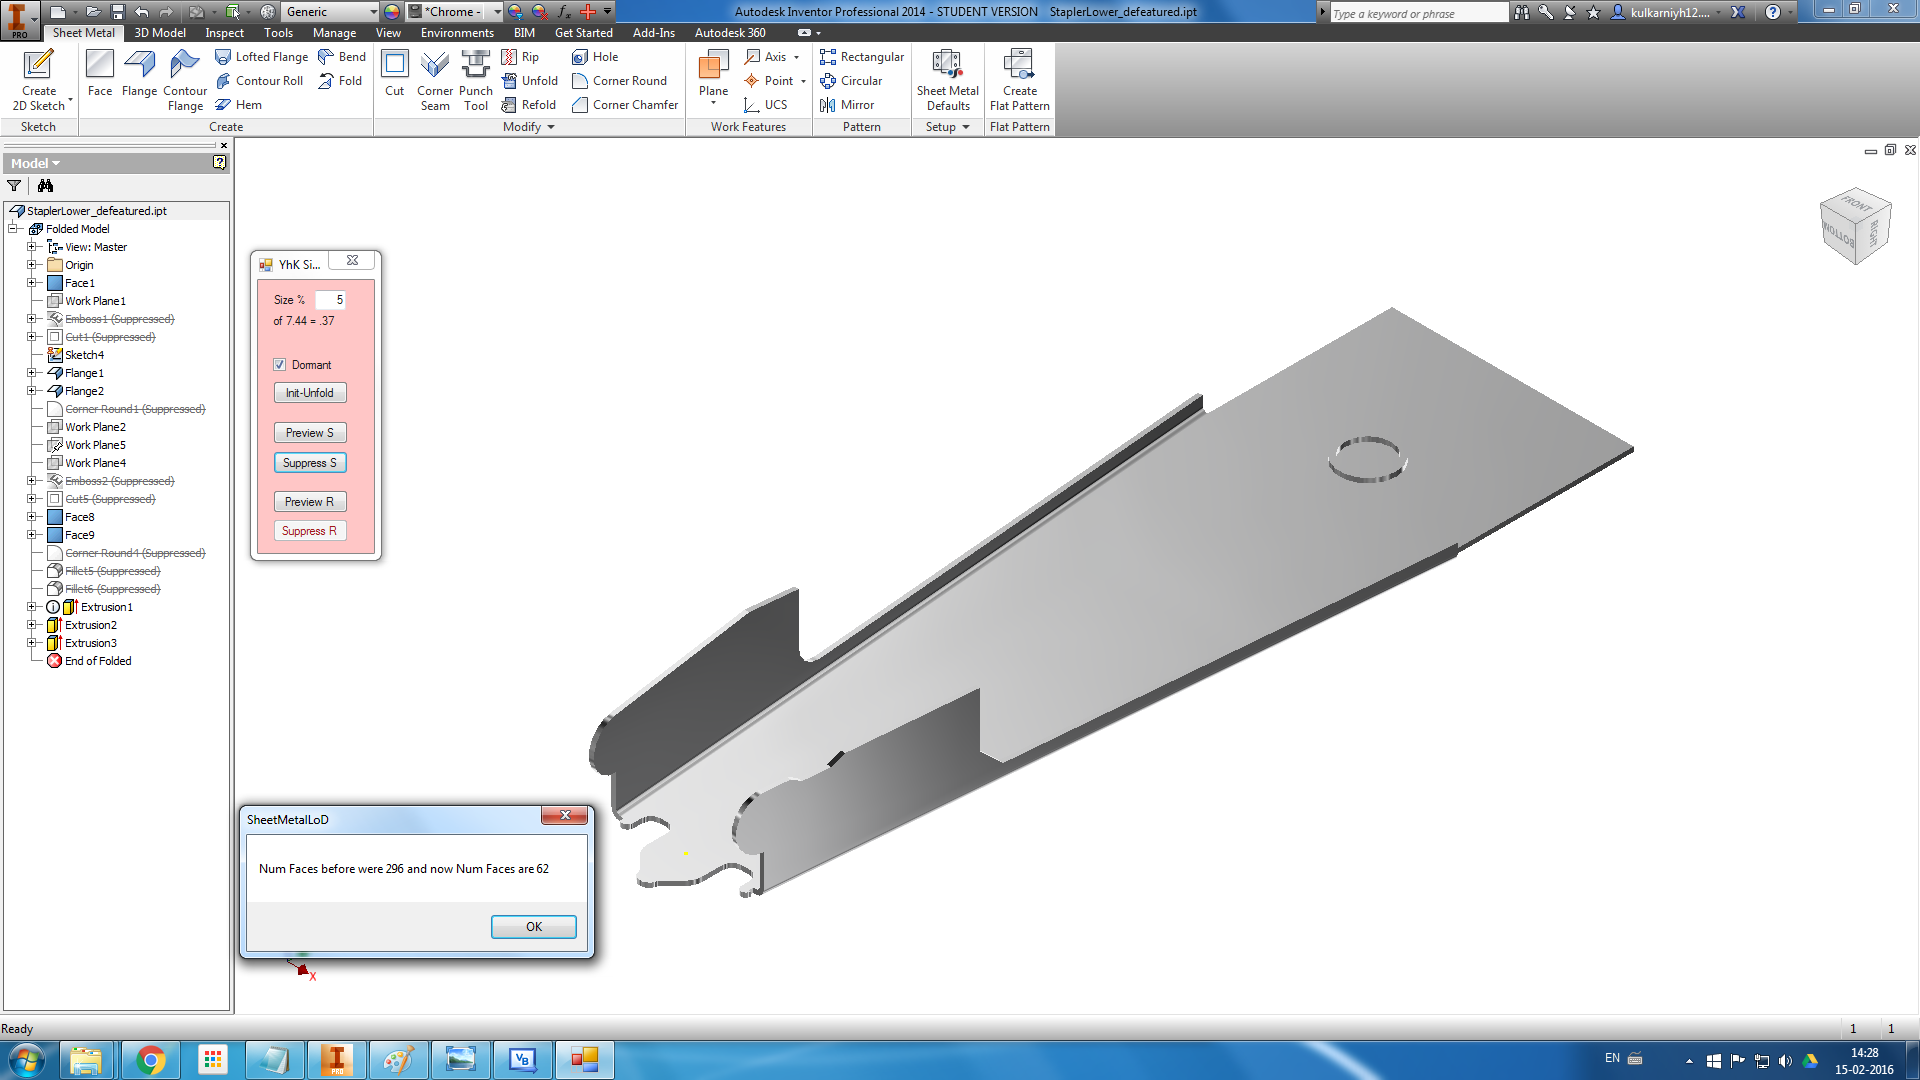 Generic
*Chrome -
Autodesk Inventor Professional 2014 - STUDENT VERSION StaplerLower_defeatured.ipt
Type a keyword or phrase
kulkarniyh12....
PRO
Sheet Metal 3D Model Inspect Tools Manage View Environments BIM Get Started Add-Ins Autodesk 360
Create 2D Sketch
Face
Flange
Contour Flange
Lofted Flange
Contour Roll
Hem
Bend
Fold
Cut
Corner Seam
Punch Tool
Rip
Unfold
Refold
Hole
Corner Round
Corner Chamfer
Plane
Axis
Point
UCS
Rectangular
Circular
Mirror
Sheet Metal Defaults
Create Flat Pattern
Sketch Create Modify Work Features Pattern Setup Flat Pattern
Model
StaplerLower_defeatured.ipt
Folded Model
View: Master
Origin
Face1
Work Plane1
Emboss1 (Suppressed)
Cut1 (Suppressed)
Sketch4
Flange1
Flange2
Corner Round1 (Suppressed)
Work Plane2
Work Plane5
Work Plane4
Emboss2 (Suppressed)
Cut5 (Suppressed)
Face8
Face9
Corner Round4 (Suppressed)
Fillet5 (Suppressed)
Fillet6 (Suppressed)
Extrusion1
Extrusion2
Extrusion3
End of Folded
YhK Si...
Size % 5
of 7.44 = .37
Dormant
Init-Unfold
Preview S
Suppress S
Preview R
Suppress R
FRONT
BOTTOM
RIGHT
SheetMetalLoD
Num Faces before were 296 and now Num Faces are 62
OK
X
Ready
1 1
PRO
VB
EN
14:28
15-02-2016